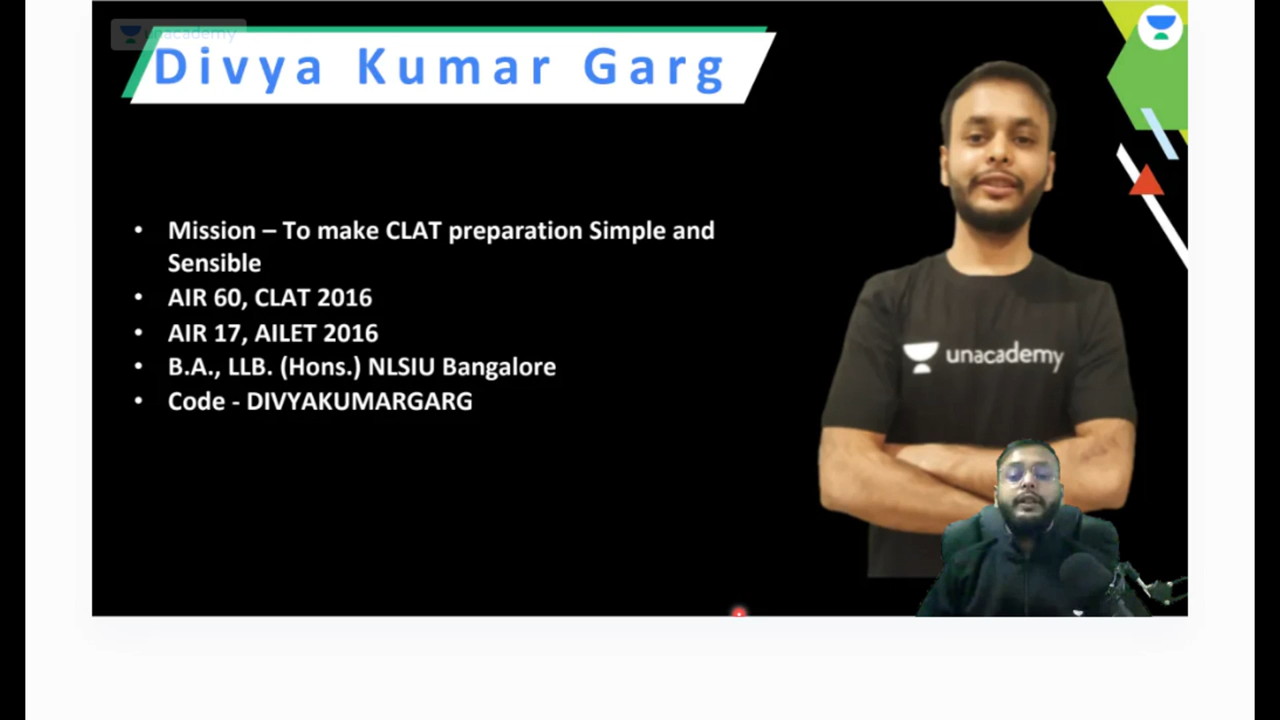 unacademy
Divya Kumar Garg
• Mission – To make CLAT preparation Simple and
Sensible
• AIR 60, CLAT 2016
• AIR 17, AILET 2016
• B.A., LLB. (Hons.) NLSIU Bangalore
• Code - DIVYAKUMARGARG
unacademy